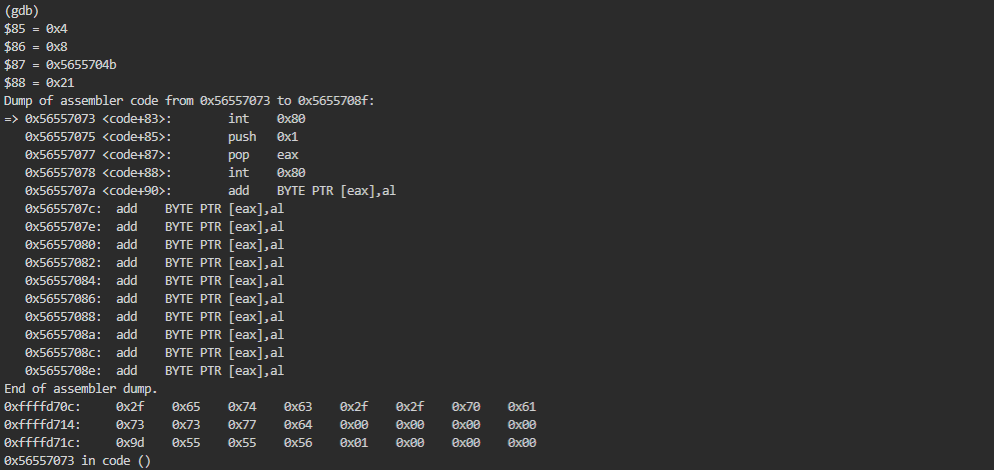 (gdb)
$85 = 0x4
$86 = 0x8
$87 = 0x5655704b
$88 = 0x21
Dump of assembler code from 0x56557073 to 0x5655708f:
=> 0x56557073 <code+83>: int 0x80
0x56557075 <code+85>: push 0x1
0x56557077 <code+87>: pop eax
0x56557078 <code+88>: int 0x80
0x5655707a <code+90>: add BYTE PTR [eax],al
0x5655707c: add BYTE PTR [eax],al
0x5655707e: add BYTE PTR [eax],al
0x56557080: add BYTE PTR [eax],al
0x56557082: add BYTE PTR [eax],al
0x56557084: add BYTE PTR [eax],al
0x56557086: add BYTE PTR [eax],al
0x56557088: add BYTE PTR [eax],al
0x5655708a: add BYTE PTR [eax],al
0x5655708c: add BYTE PTR [eax],al
0x5655708e: add BYTE PTR [eax],al
End of assembler dump.
0xffffd70c: 0x2f 0x65 0x74 0x63 0x2f 0x2f 0x70 0x61
0xffffd714: 0x73 0x73 0x77 0x64 0x00 0x00 0x00 0x00
0xffffd71c: 0x9d 0x55 0x55 0x56 0x01 0x00 0x00 0x00
0x56557073 in code ()